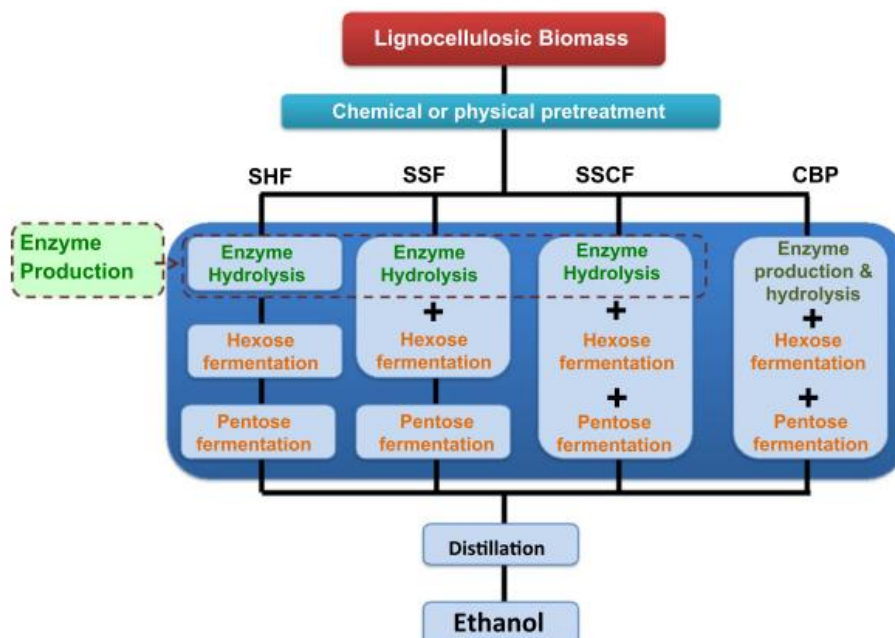 Lignocellulosic Biomass
Chemical or physical pretreatment
SHF
SSF
SSCF
CBP
Enzyme
Production
Enzyme
Hydrolysis
Hexose
fermentation
Pentose
fermentation
Enzyme
Hydrolysis
+
Hexose
fermentation
Pentose
fermentation
Enzyme
Hydrolysis
+
Hexose
fermentation
+
Pentose
fermentation
Enzyme
production &
hydrolysis
+
Hexose
fermentation
+
Pentose
fermentation
Distillation
Ethanol